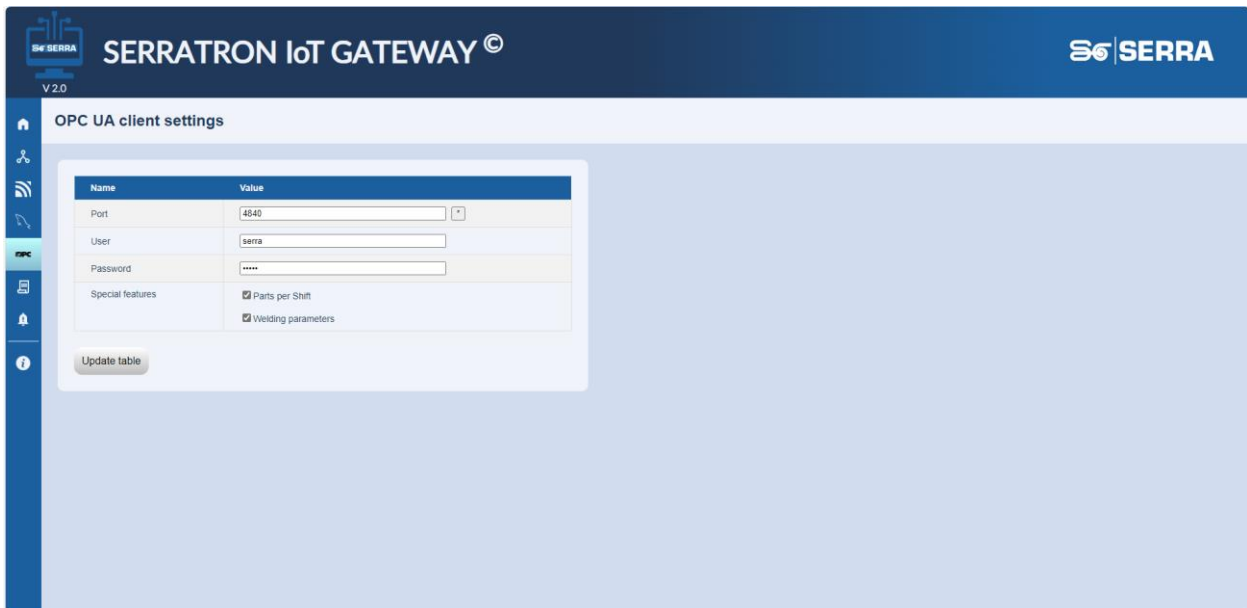 SERRA
SERRATRON IoT GATEWAY ©
SERRA
V 2.0
OPC UA client settings
Name Value
Port 4840 *
User serra
OPC
Password •••••
Special features Parts per Shift
Welding parameters
Update table